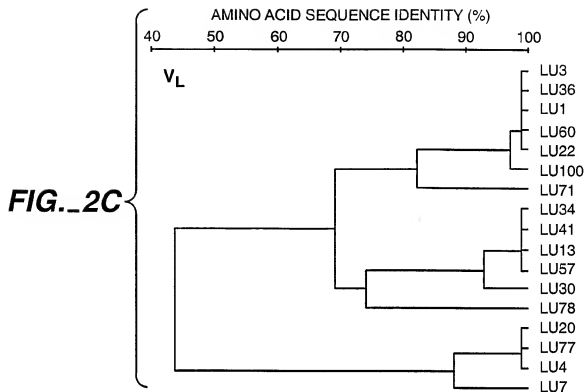 AMINO ACID SEQUENCE IDENTITY (%)
40 50 60 70 80 90 100
VL
LU3
LU36
LU1
LU60
LU22
LU100
LU71
FIG._2C
LU34
LU41
LU13
LU57
LU30
LU78
LU20
LU77
LU4
LU7